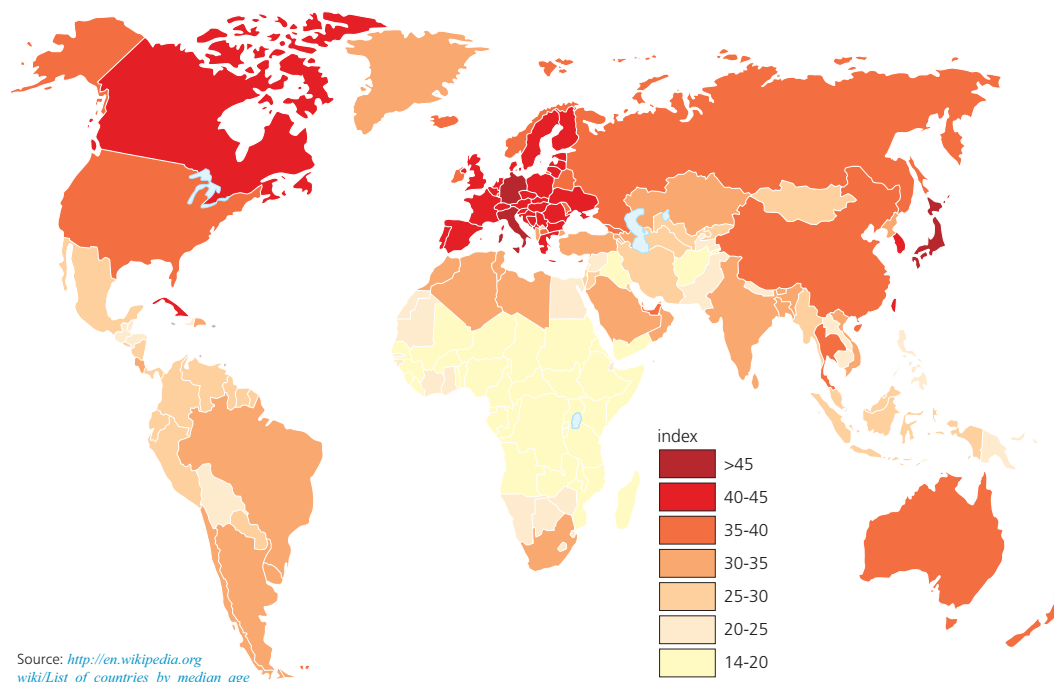 index
>45
40-45
35-40
30-35
25-30
20-25
14-20
Source: http://en.wikipedia.org
wiki/List_of_countries_by_median_age